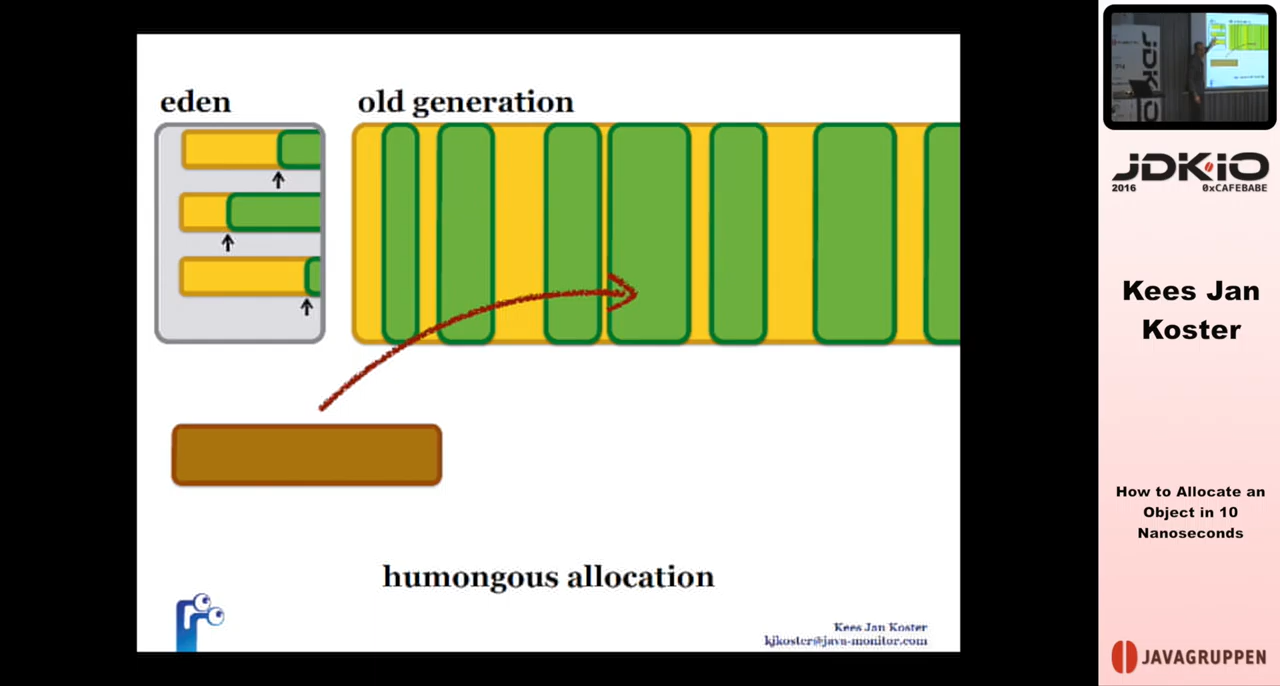 eden
old generation
humongous allocation
Kees Jan Koster
kjkoster@java-monitor.com
JDK.IO
2016
0xCAFEBABE
Kees Jan
Koster
How to Allocate an
Object in 10
Nanoseconds
JAVAGRUPPEN